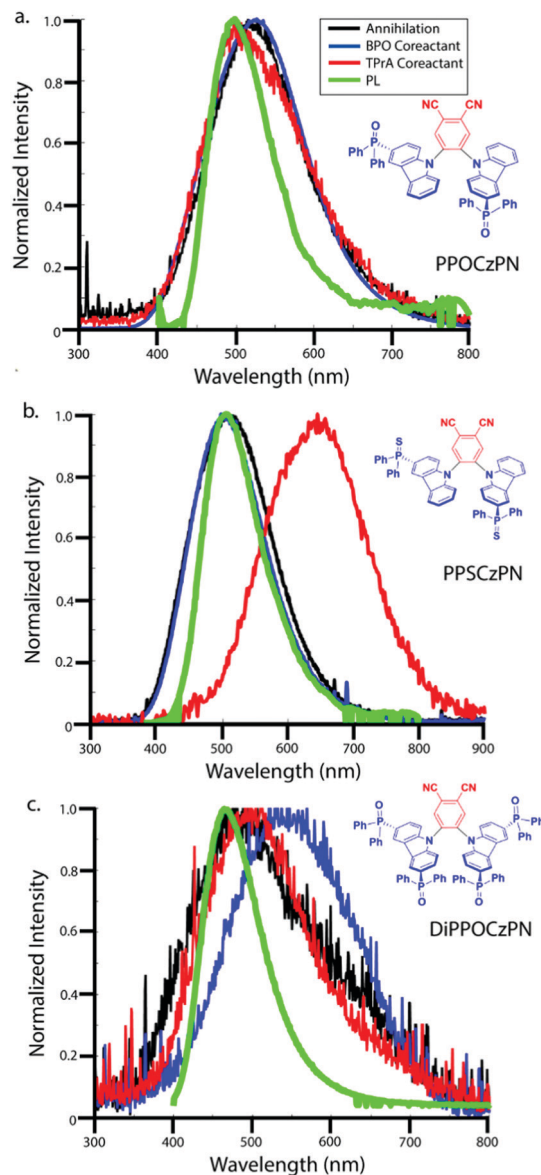 a.
Annihilation
BPO Coreactant
TPrA Coreactant
PL
1.0
0.8
0.6
0.4
0.2
0
Normalized Intensity
NC CN
O
Ph P
Ph
N N
Ph
P Ph
O
PPOCzPN
300 400 500 600 700 800
Wavelength (nm)
b.
1.0
0.8
0.6
0.4
0.2
0
Normalized Intensity
NC CN
S
Ph P
Ph
N N
Ph P Ph
S
PPSCzPN
300 400 500 600 700 800 900
Wavelength (nm)
c.
1.0
0.8
0.6
0.4
0.2
0
Normalized Intensity
NC CN
O O
Ph P P Ph
Ph Ph
N N
Ph P Ph Ph P Ph
O O
DiPPOCzPN
300 400 500 600 700 800
Wavelength (nm)